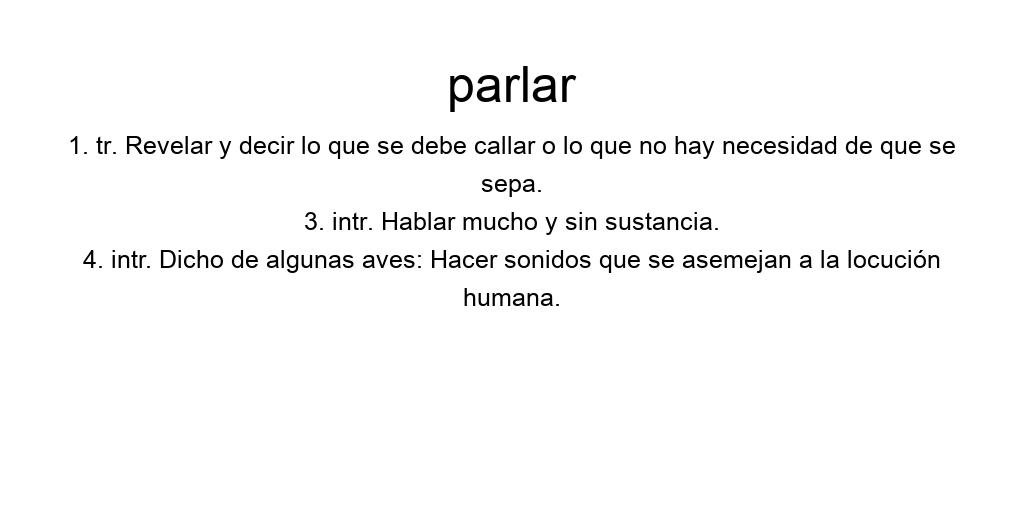 parlar
1. tr. Revelar y decir lo que se debe callar o lo que no hay necesidad de que se
sepa.
3. intr. Hablar mucho y sin sustancia.
4. intr. Dicho de algunas aves: Hacer sonidos que se asemejan a la locución
humana.